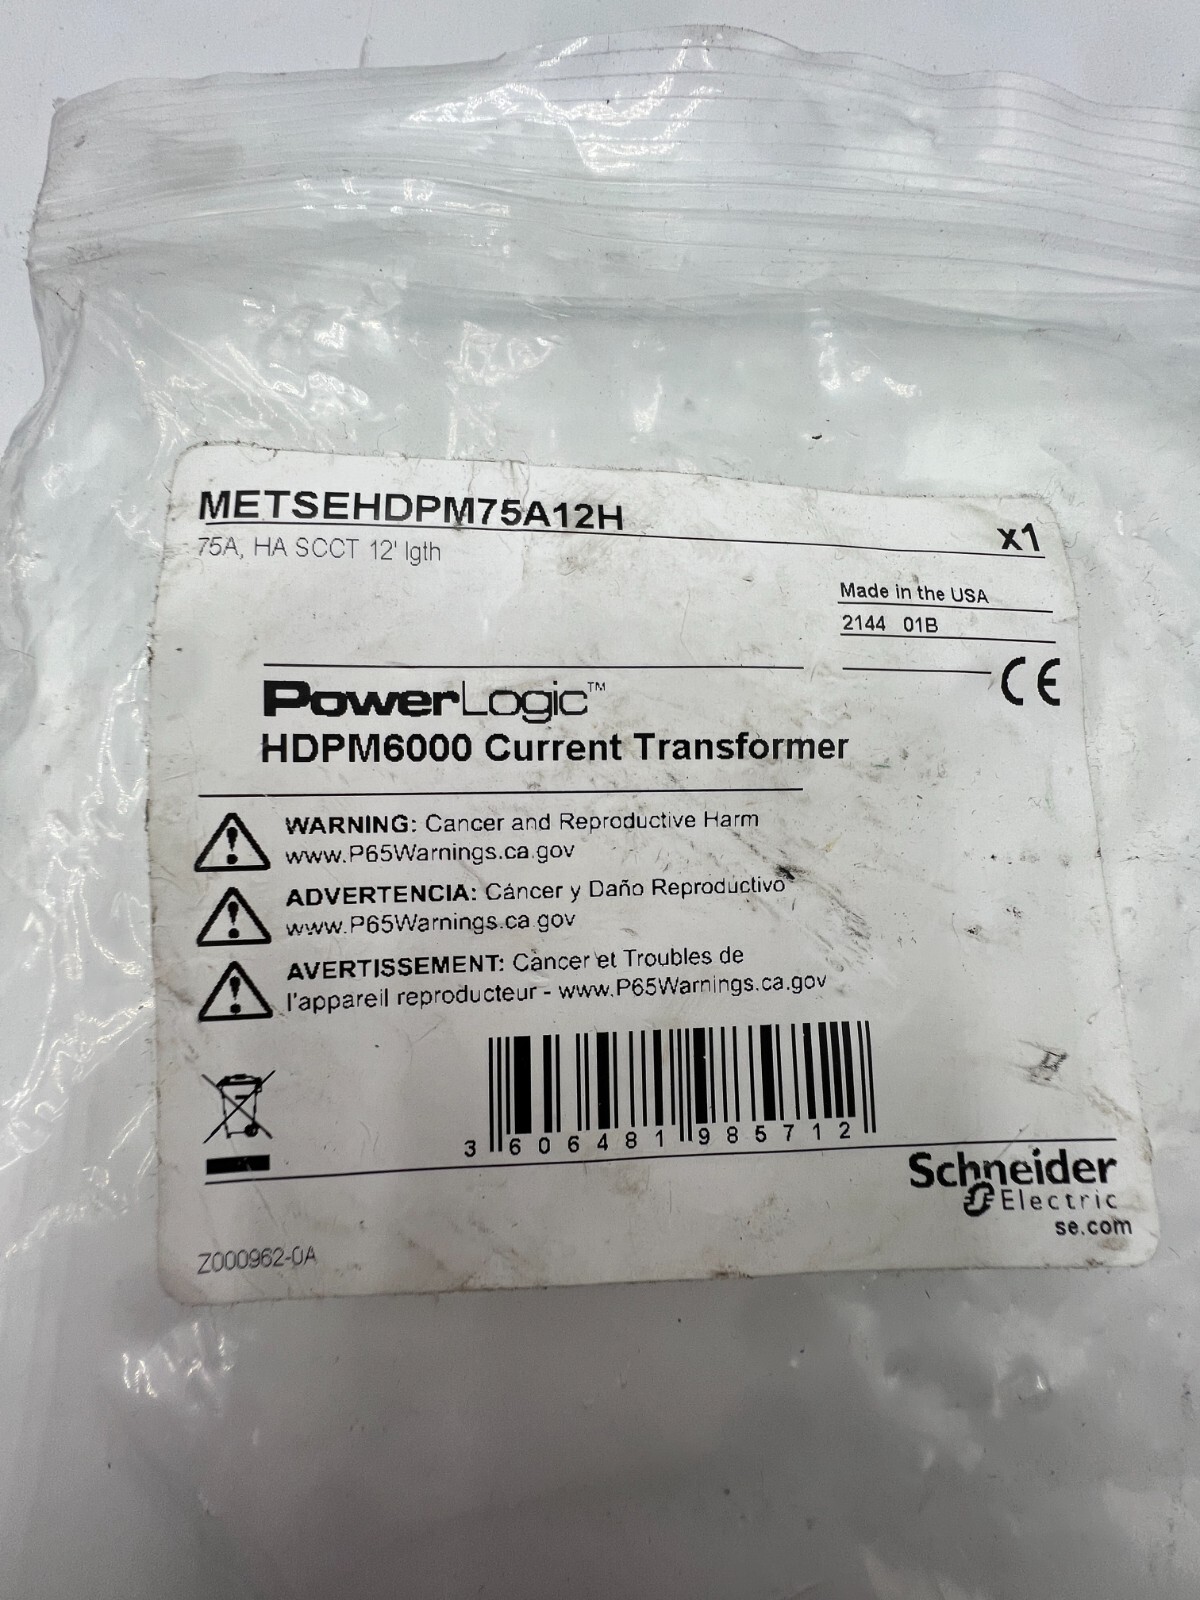 METSEHDPM75A12H
x1
75A, HA SCCT 12' lgth
Made in the USA
2144 01B
CE
PowerLogic™
HDPM6000 Current Transformer
WARNING: Cancer and Reproductive Harm
www.P65Warnings.ca.gov
ADVERTENCIA: Cáncer y Daño Reproductivo
www.P65Warnings.ca.gov
AVERTISSEMENT: Cancer et Troubles de
l'appareil reproducteur - www.P65Warnings.ca.gov
3 606481 985712
Schneider
Electric
se.com
Z000962-0A